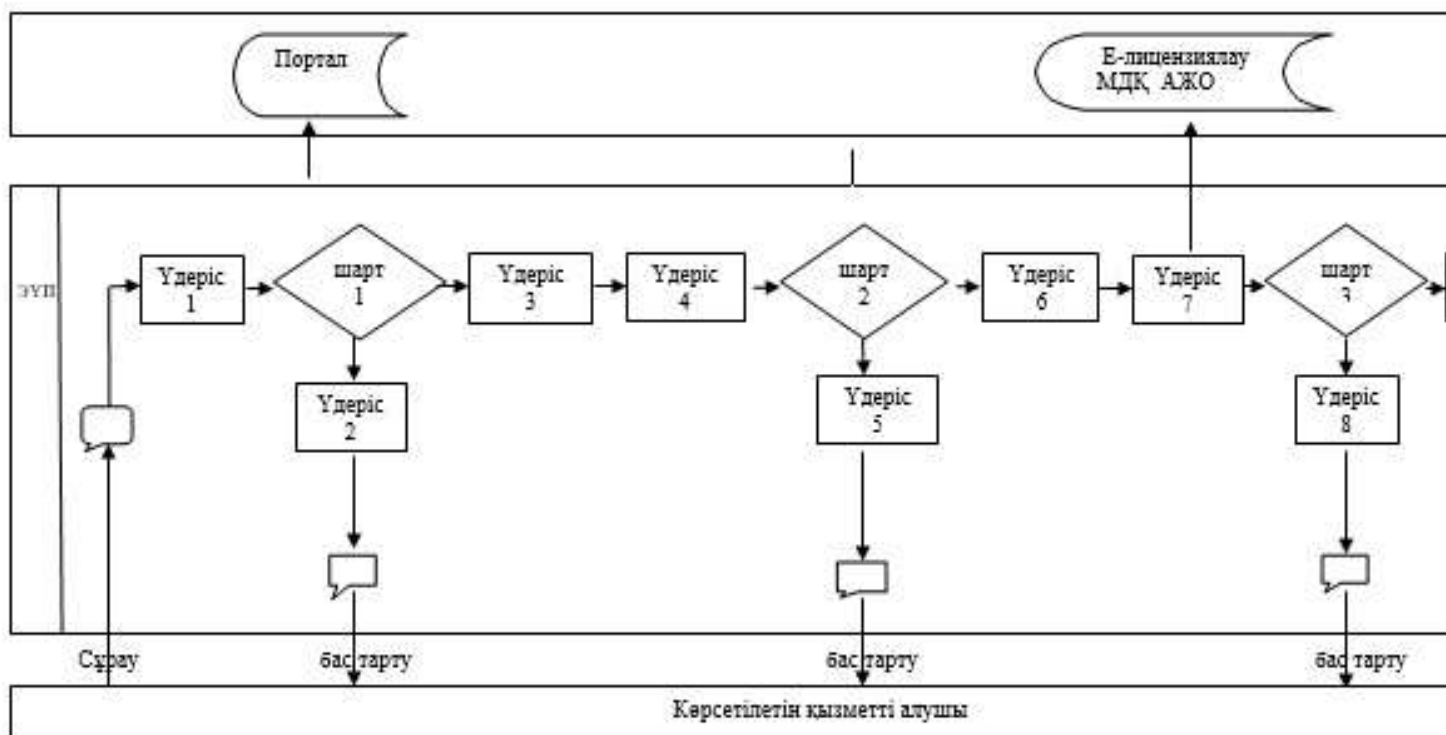 Портал
Е-лицензиялау
МДҚ АЖО
ЭҮП
Үдеріс
1
шарт
1
Үдеріс
3
Үдеріс
4
шарт
2
Үдеріс
6
Үдеріс
7
шарт
3
Үдеріс
2
Үдеріс
5
Үдеріс
8
Сұрау
бас тарту
бас тарту
бас тарту
Көрсетілетін қызметті алушы